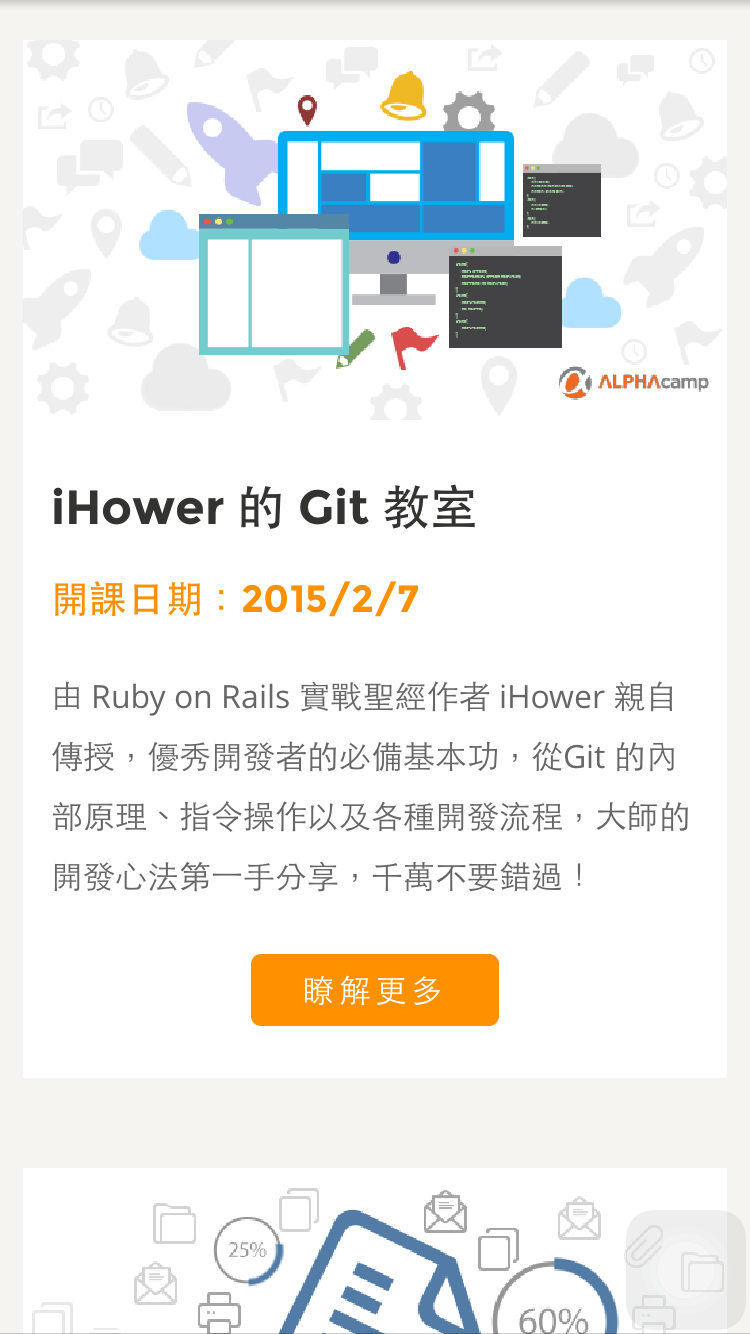 ALPHAcamp
iHower 的 Git 教室
開課日期：2015/2/7
由 Ruby on Rails 實戰聖經作者 iHower 親自
傳授，優秀開發者的必備基本功，從Git 的內
部原理、指令操作以及各種開發流程，大師的
開發心法第一手分享，千萬不要錯過！
瞭解更多
25%
60%